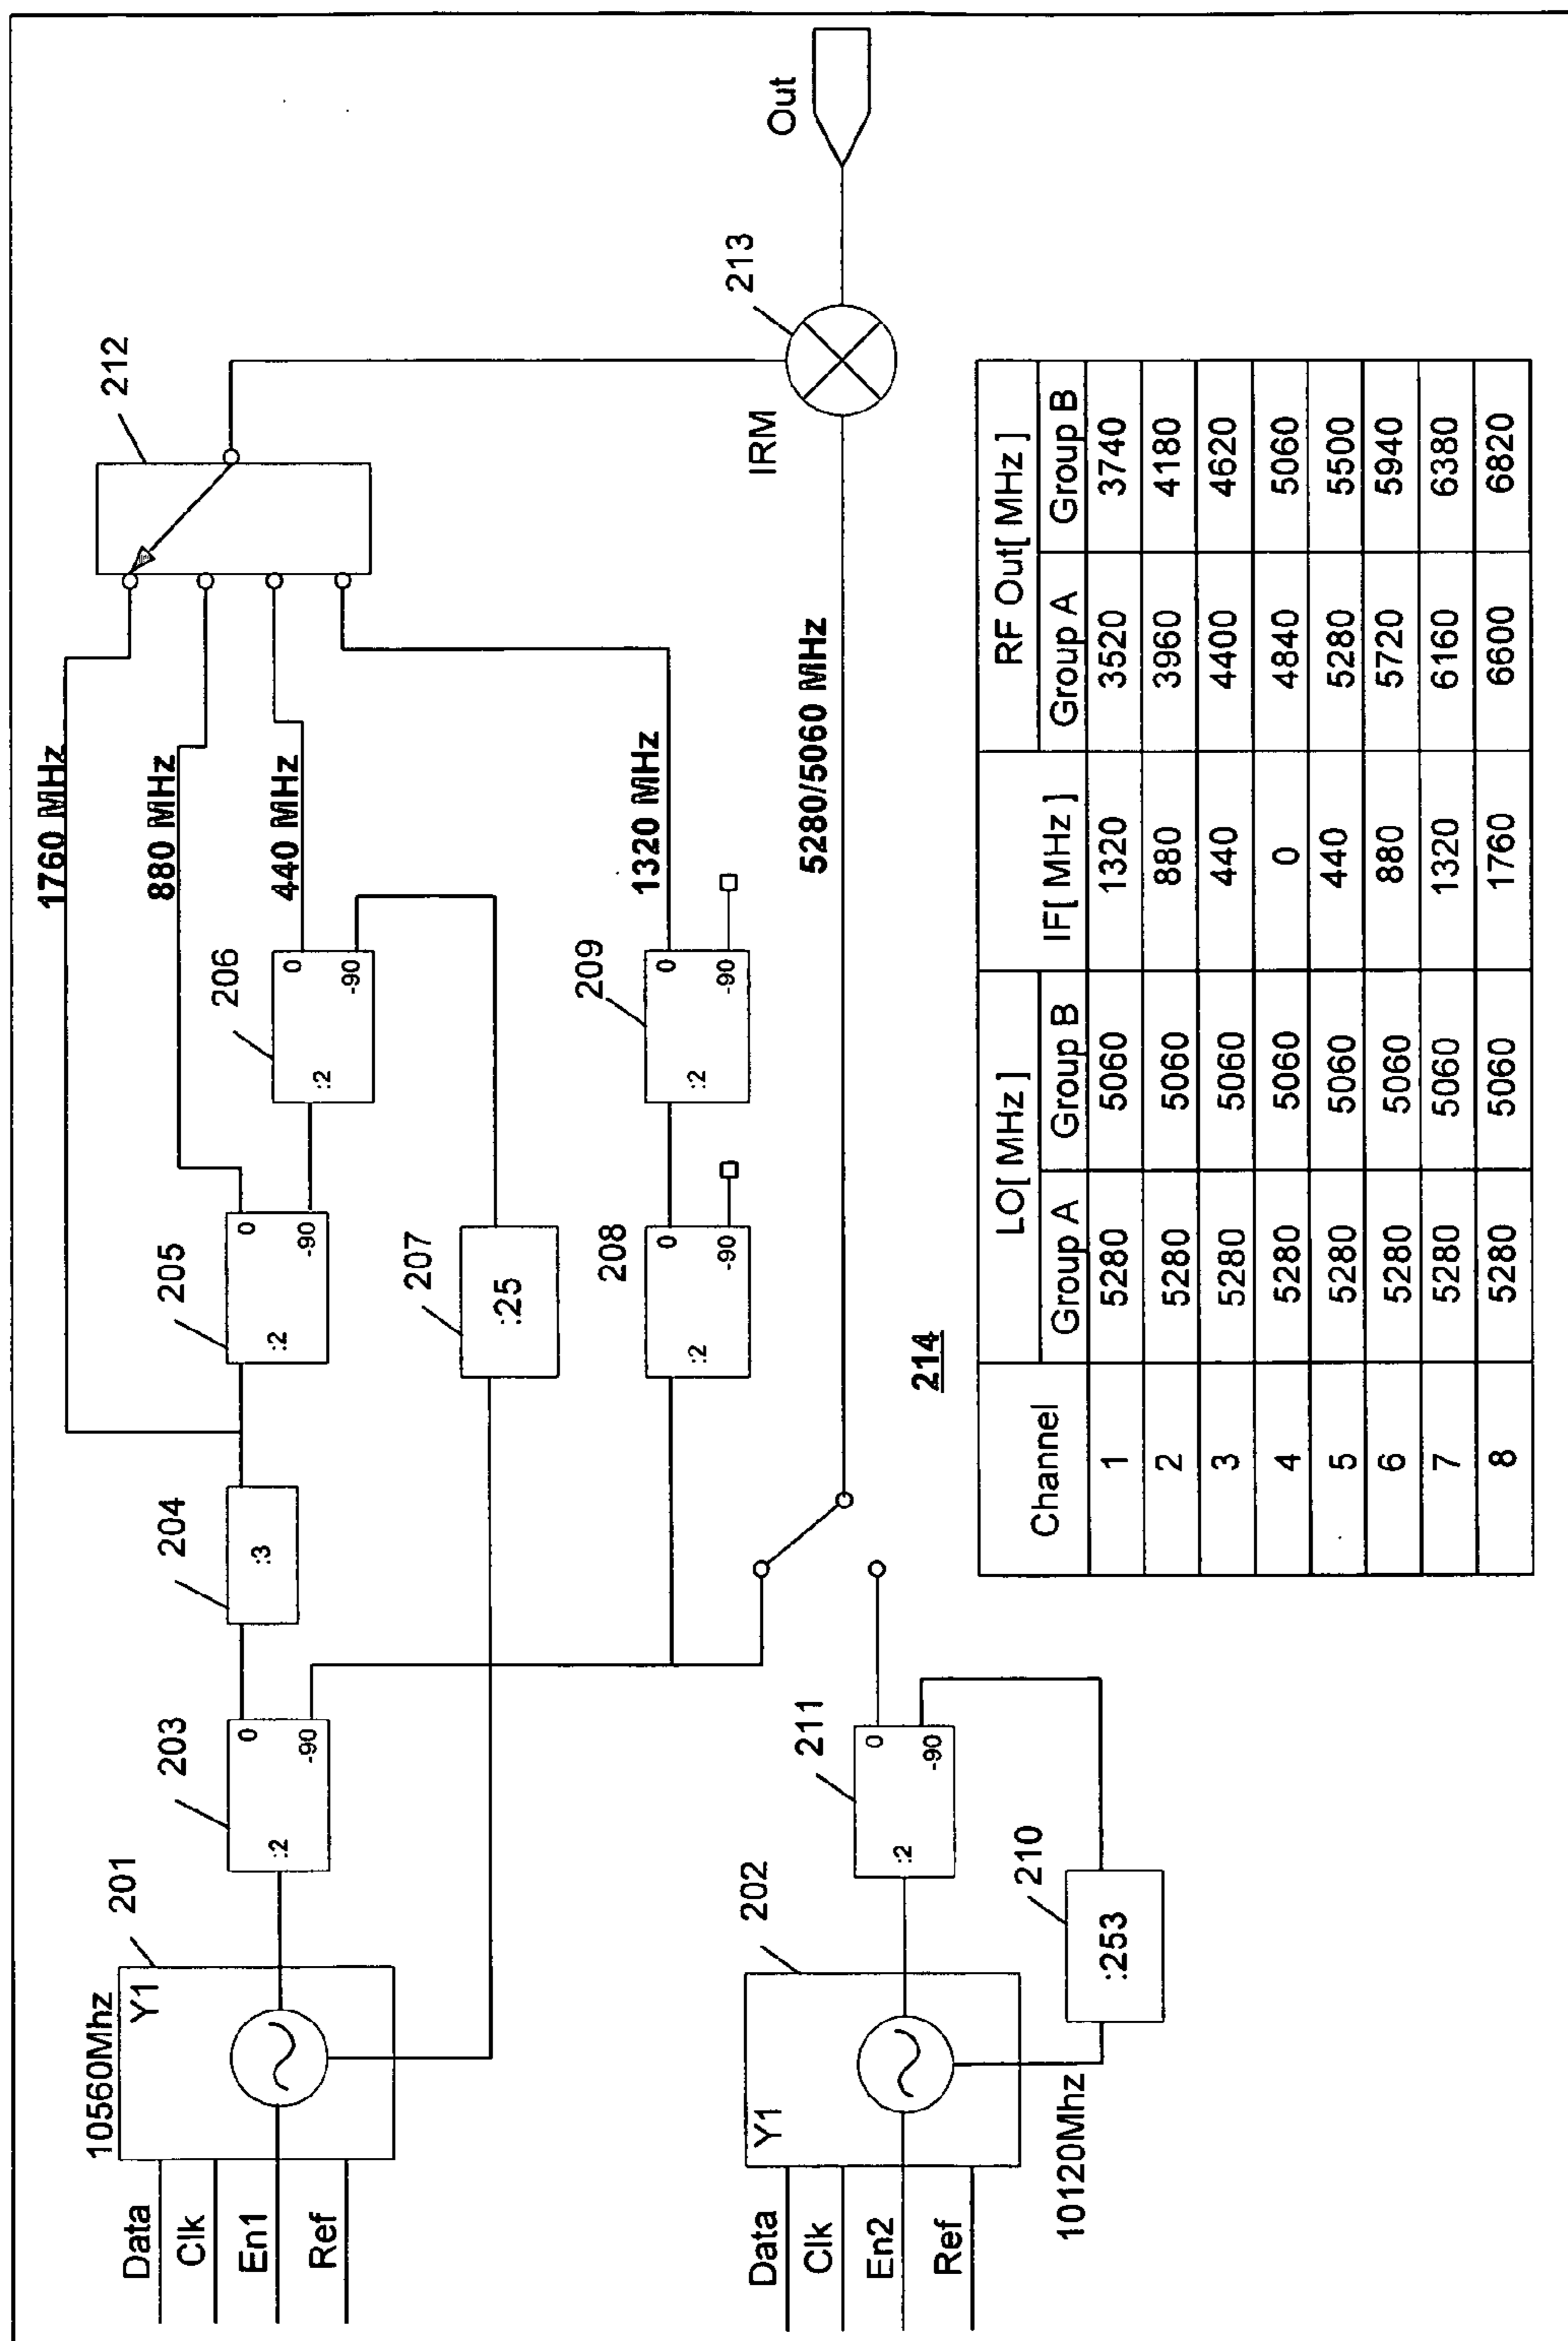 10560Mhz
Y1
201
Data
Clk
En1
Ref
203
:2
0
-90
204
:3
205
:2
0
-90
206
:2
0
-90
207
:25
208
:2
0
-90
209
:2
0
-90
1760 MHz
880 MHz
440 MHz
1320 MHz
212
5280/5060 MHz
IRM
213
Out
Y1
202
Data
Clk
En2
Ref
10120Mhz
211
:2
0
-90
210
:253
214
Channel LO[ MHz ] IF[ MHz ] RF Out[ MHz ]
Group A Group B Group A Group B
1 5280 5060 1320 3520 3740
2 5280 5060 880 3960 4180
3 5280 5060 440 4400 4620
4 5280 5060 0 4840 5060
5 5280 5060 440 5280 5500
6 5280 5060 880 5720 5940
7 5280 5060 1320 6160 6380
8 5280 5060 1760 6600 6820